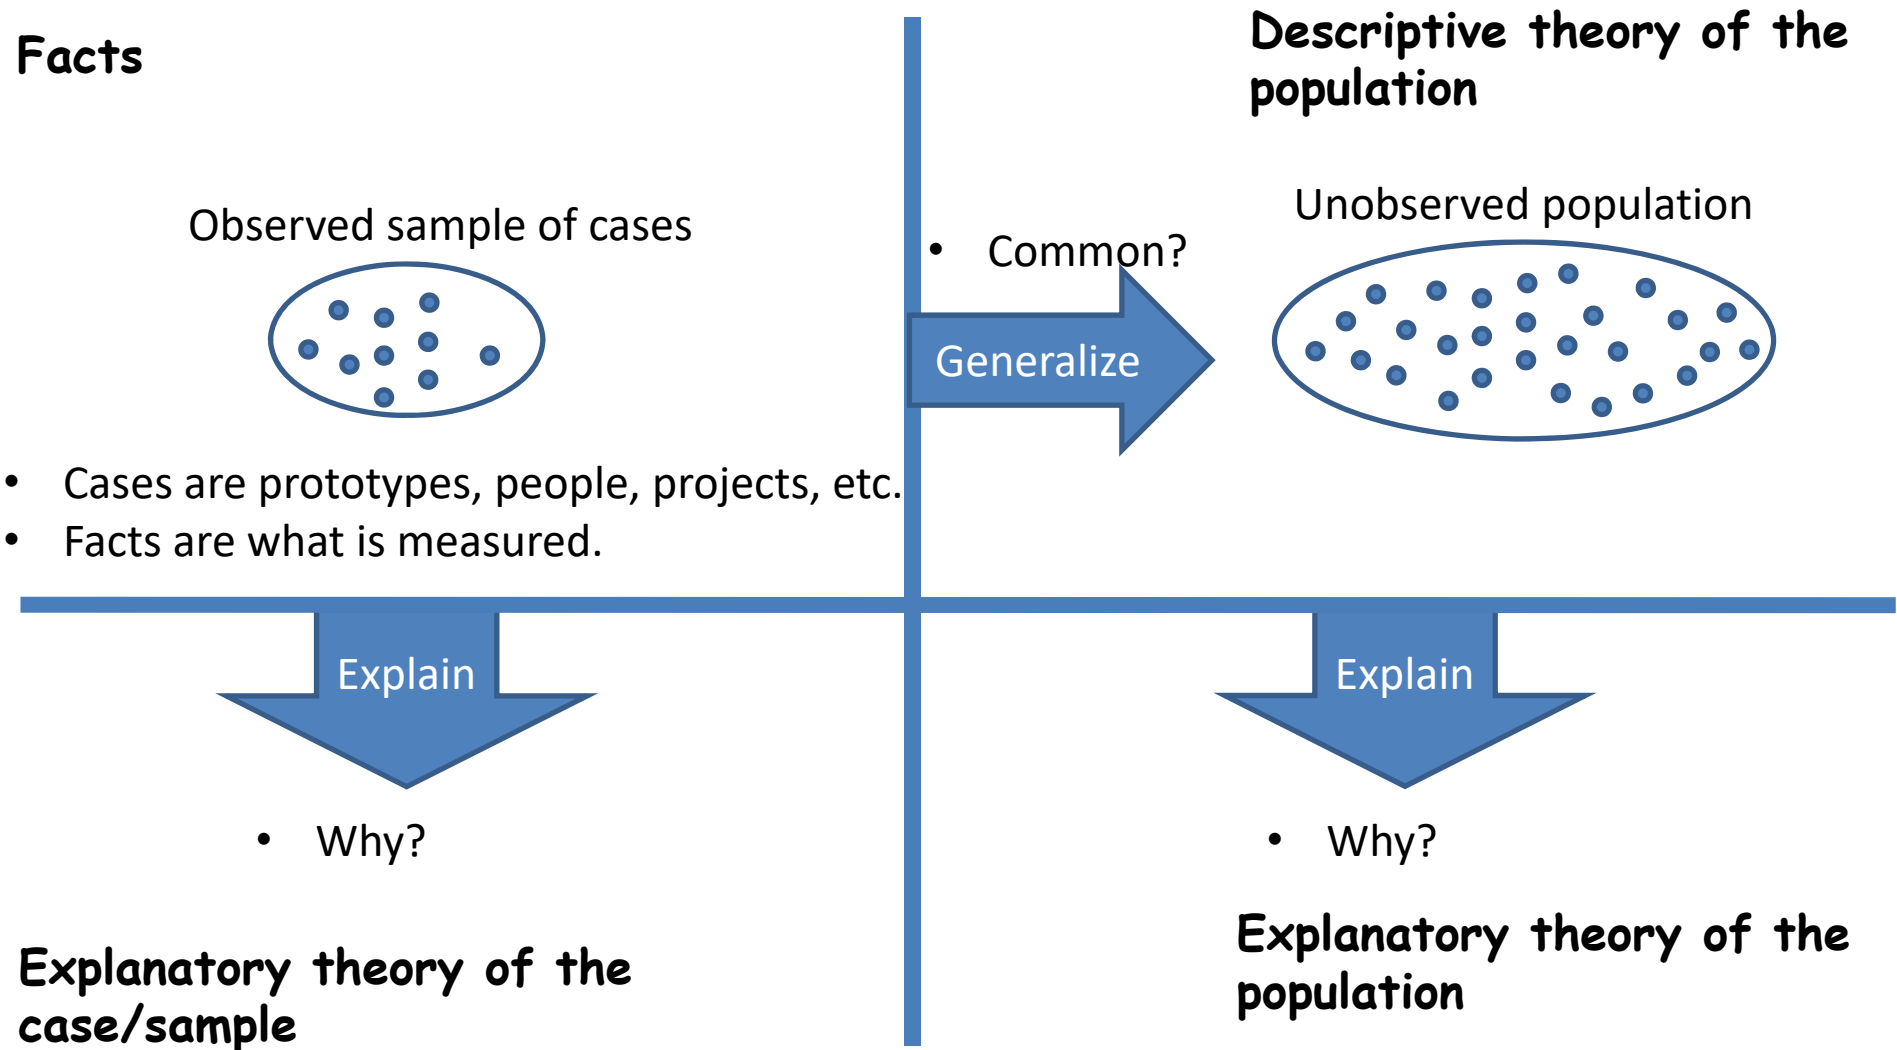 Facts
Observed sample of cases
• Cases are prototypes, people, projects, etc.
• Facts are what is measured.
Descriptive theory of the
population
Unobserved population
• Common?
Generalize
Explain
• Why?
Explanatory theory of the
case/sample
Explain
• Why?
Explanatory theory of the
population